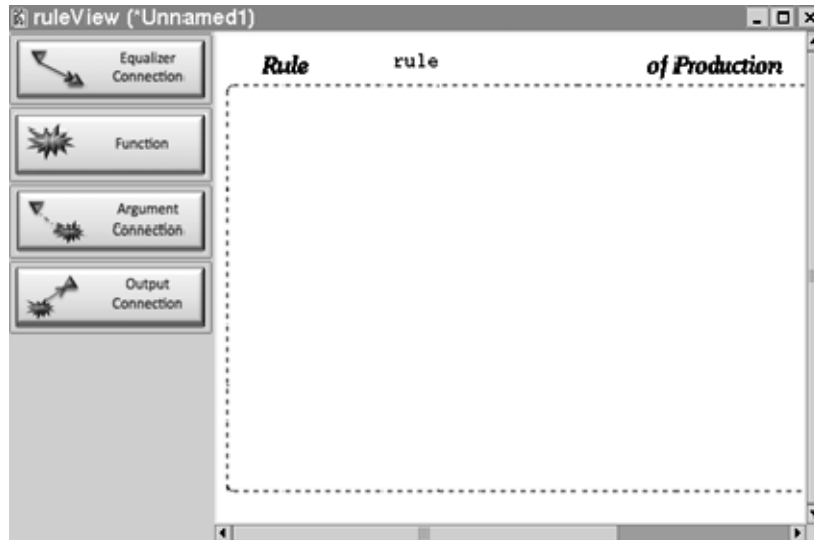 ruleView (*Unnamed1)
Equalizer
Connection
Function
Argument
Connection
Output
Connection
Rule rule of Production